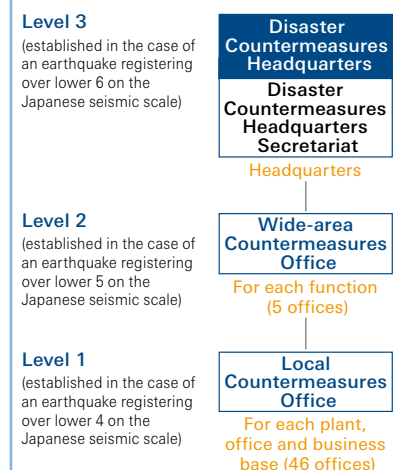 Level 3
(established in the case of
an earthquake registering
over lower 6 on the
Japanese seismic scale)
Disaster
Countermeasures
Headquarters
Disaster
Countermeasures
Headquarters
Secretariat
Headquarters
Level 2
(established in the case of
an earthquake registering
over lower 5 on the
Japanese seismic scale)
Wide-area
Countermeasures
Office
For each function
(5 offices)
Level 1
(established in the case of
an earthquake registering
over lower 4 on the
Japanese seismic scale)
Local
Countermeasures
Office
For each plant,
office and business
base (46 offices)